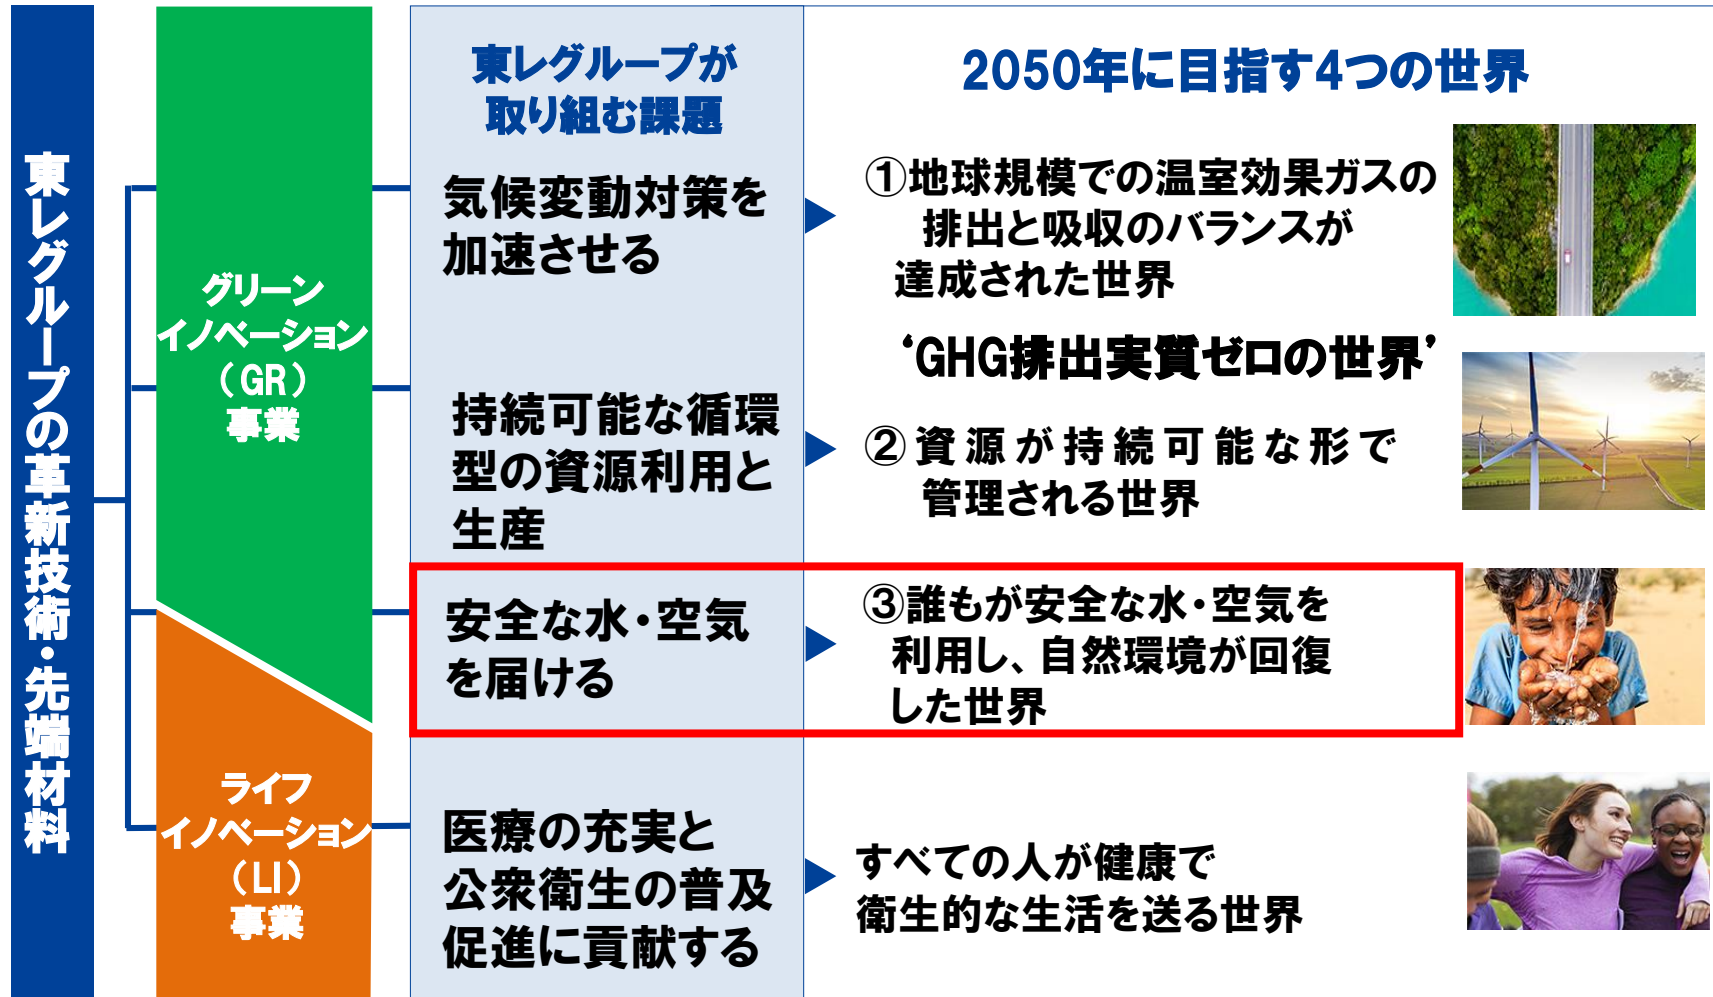 東レグループの革新技術・先端材料
グリーン
イノベーション
（GR）
事業
ライフ
イノベーション
（LI）
事業
東レグループが
取り組む課題
気候変動対策を
加速させる
持続可能な循環
型の資源利用と
生産
安全な水・空気
を届ける
医療の充実と
公衆衛生の普及
促進に貢献する
2050年に目指す4つの世界
①地球規模での温室効果ガスの
排出と吸収のバランスが
達成された世界
‘GHG排出実質ゼロの世界’
②資源が持続可能な形で
管理される世界
③誰もが安全な水・空気を
利用し、自然環境が回復
した世界
すべての人が健康で
衛生的な生活を送る世界